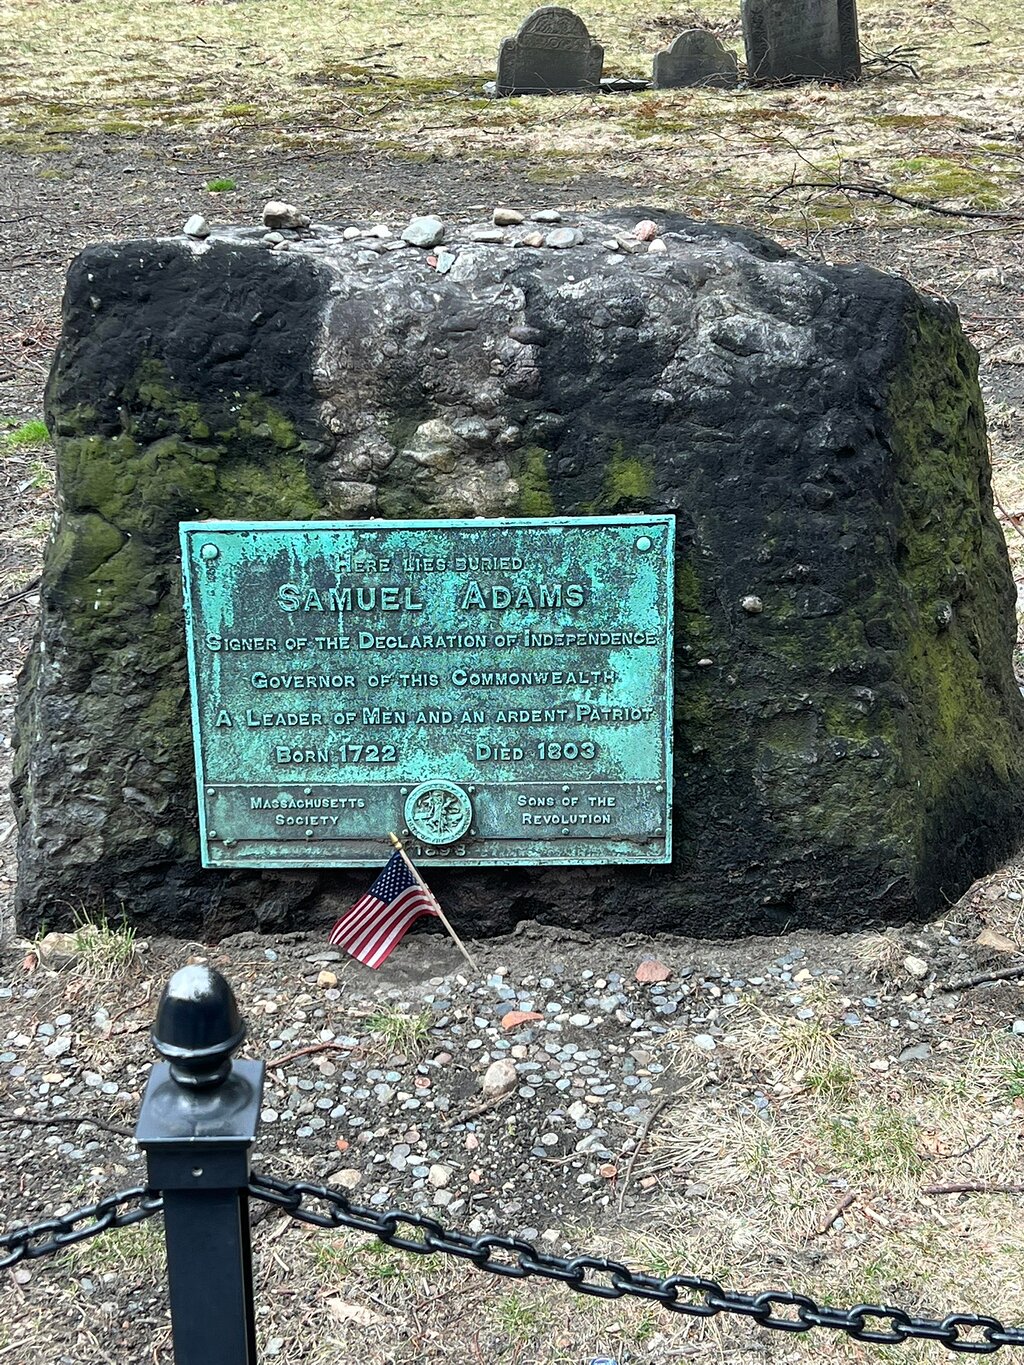 Here lies buried
Samuel Adams
Signer of the Declaration of Independence
Governor of this Commonwealth
A Leader of Men and an ardent Patriot
Born 1722 Died 1803
Massachusetts Society
Sons of the Revolution
1898